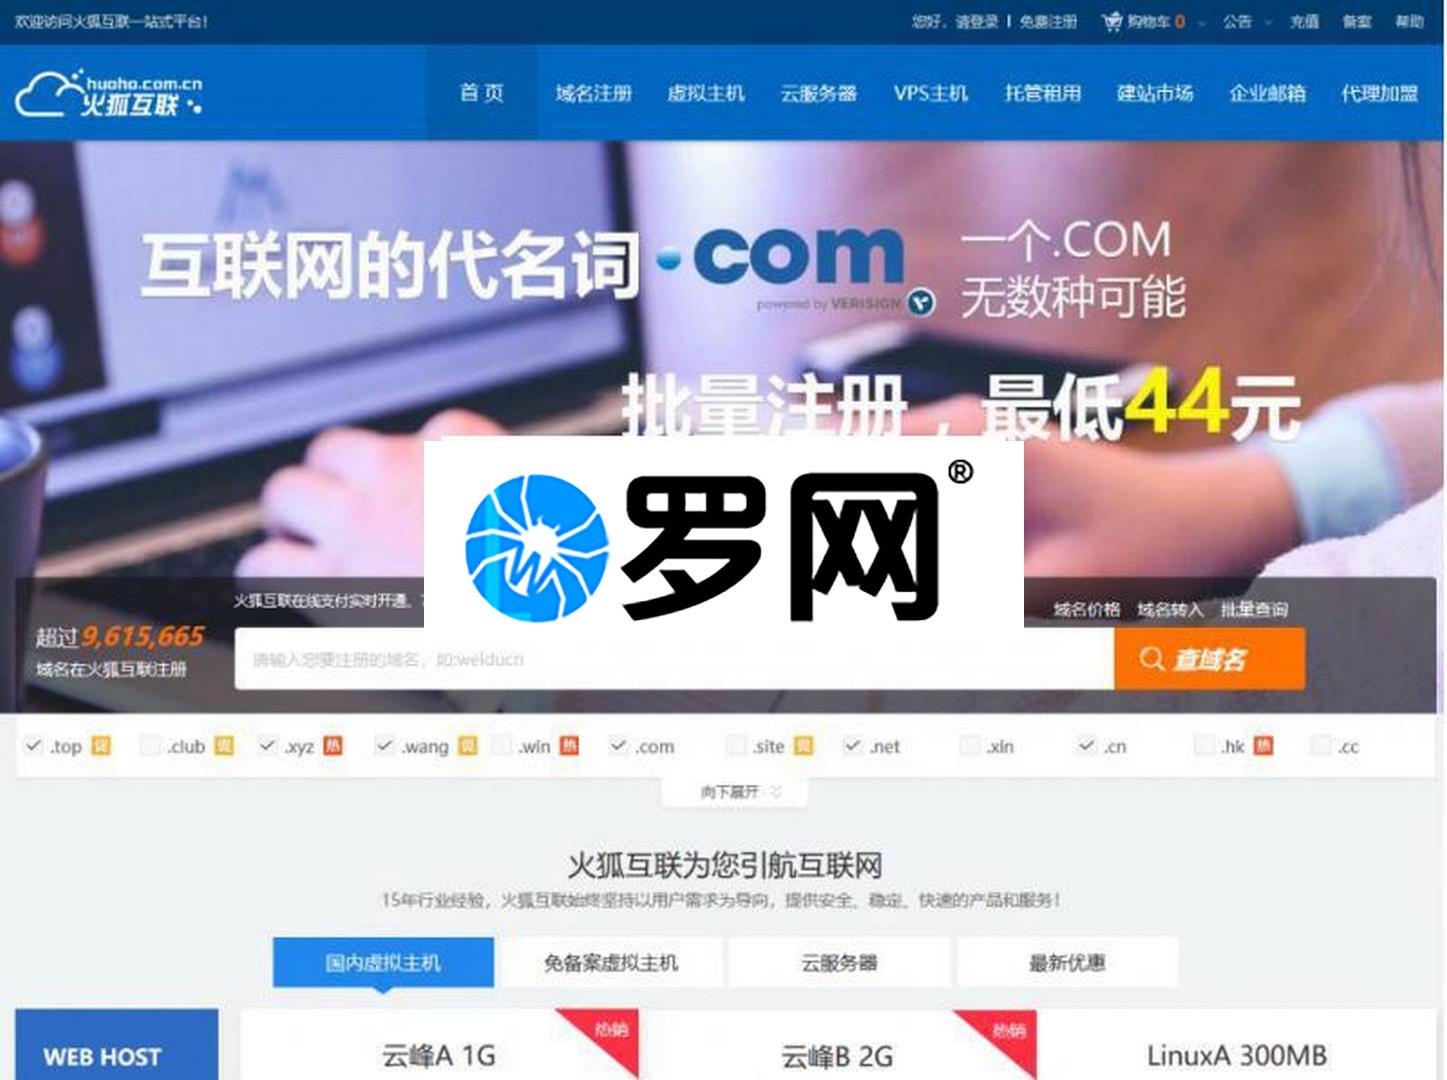 欢迎访问火狐互联一站式平台!
您好，请登录 | 免费注册 购物车 0 公告 充值 备案 帮助
huoho.com.cn
火狐互联
首 页 域名注册 虚拟主机 云服务器 VPS主机 托管租用 建站市场 企业邮箱 代理加盟
互联网的代名词
.com
powered by VERISIGN
一个.COM
无数种可能
批量注册，最低44元
罗网®
火狐互联在线支付实时开通。
域名价格 域名转入 批量查询
超过9,615,665
域名在火狐互联注册
请输入您要注册的域名，如:weiducn
查域名
.top 促 .club 促 .xyz 热 .wang 促 .win 热 .com .site 促 .net .xin .cn .hk 热 .cc
向下展开
火狐互联为您引航互联网
15年行业经验，火狐互联始终坚持以用户需求为导向，提供安全、稳定、快速的产品和服务!
国内虚拟主机 免备案虚拟主机 云服务器 最新优惠
WEB HOST
云峰A 1G 热销
云峰B 2G 热销
LinuxA 300MB